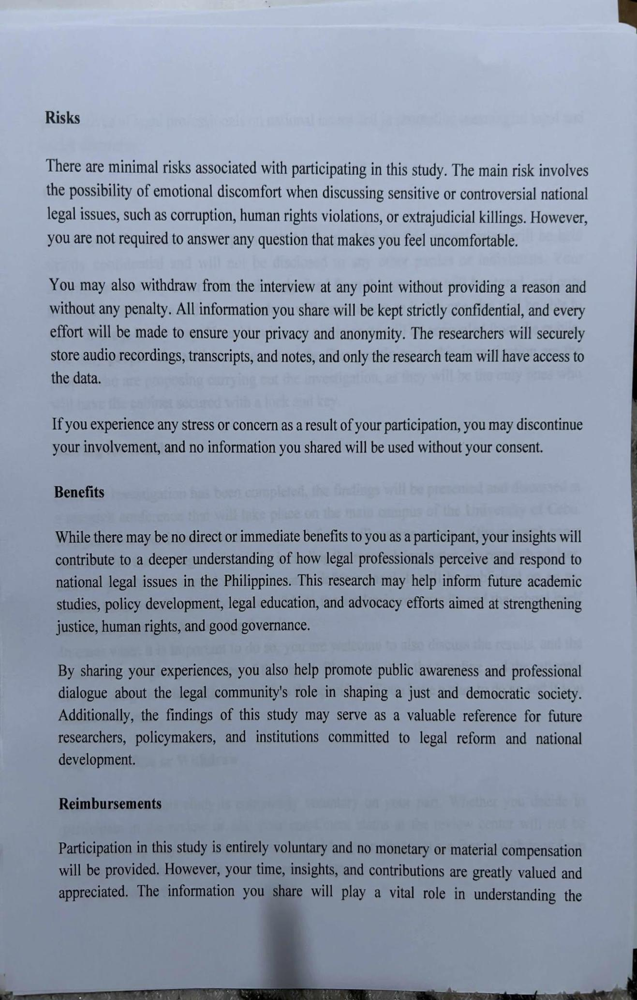 Risks
There are minimal risks associated with participating in this study. The main risk involves
the possibility of emotional discomfort when discussing sensitive or controversial national
legal issues, such as corruption, human rights violations, or extrajudicial killings. However,
you are not required to answer any question that makes you feel uncomfortable.
You may also withdraw from the interview at any point without providing a reason and
without any penalty. All information you share will be kept strictly confidential, and every
effort will be made to ensure your privacy and anonymity. The researchers will securely
store audio recordings, transcripts, and notes, and only the research team will have access to
the data.
If you experience any stress or concern as a result of your participation, you may discontinue
your involvement, and no information you shared will be used without your consent.
Benefits
While there may be no direct or immediate benefits to you as a participant, your insights will
contribute to a deeper understanding of how legal professionals perceive and respond to
national legal issues in the Philippines. This research may help inform future academic
studies, policy development, legal education, and advocacy efforts aimed at strengthening
justice, human rights, and good governance.
By sharing your experiences, you also help promote public awareness and professional
dialogue about the legal community's role in shaping a just and democratic society.
Additionally, the findings of this study may serve as a valuable reference for future
researchers, policymakers, and institutions committed to legal reform and national
development.
Reimbursements
Participation in this study is entirely voluntary and no monetary or material compensation
will be provided. However, your time, insights, and contributions are greatly valued and
appreciated. The information you share will play a vital role in understanding the